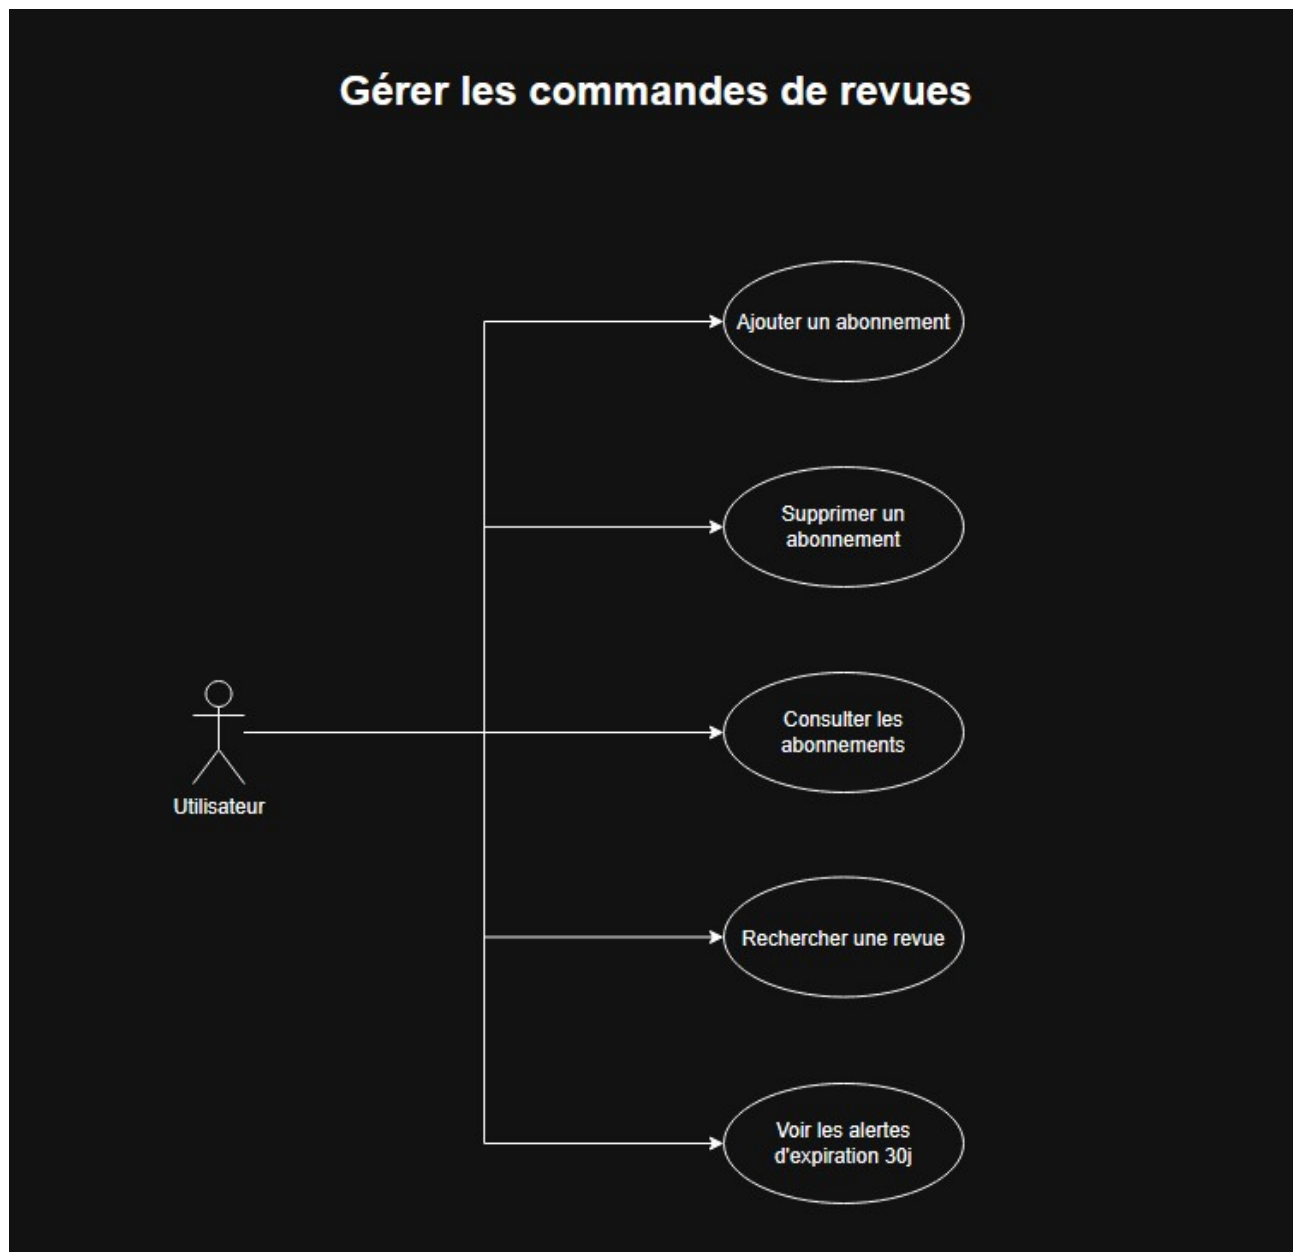 Gérer les commandes de revues
Ajouter un abonnement
Supprimer un
abonnement
Consulter les
abonnements
Utilisateur
Rechercher une revue
Voir les alertes
d'expiration 30j